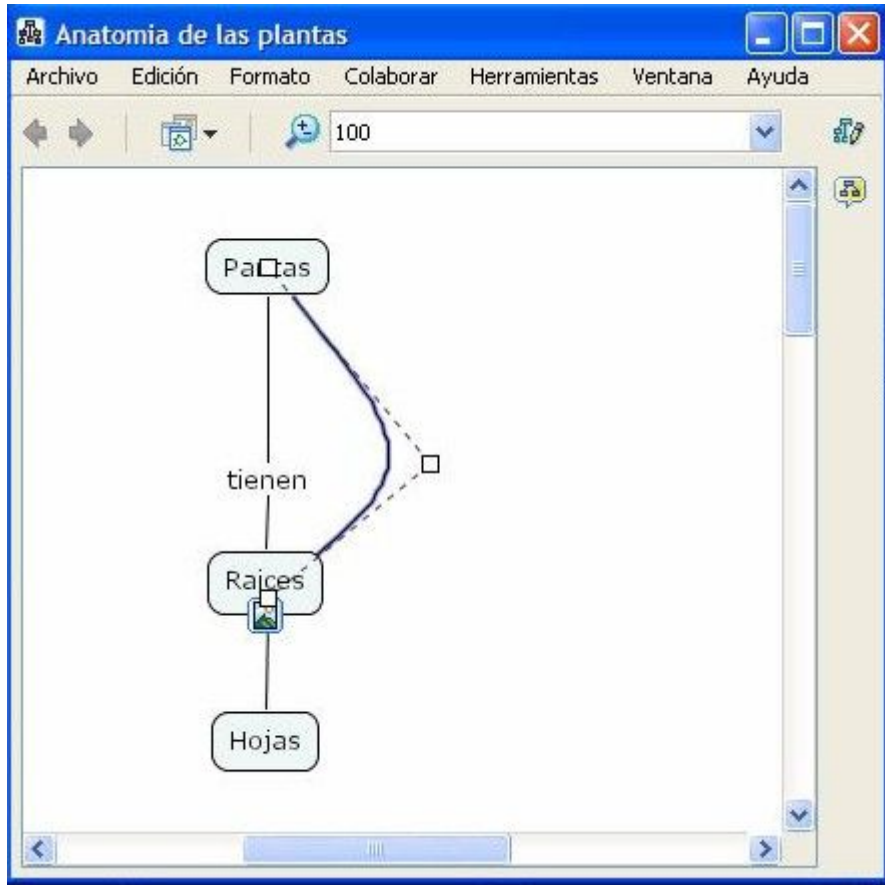 Anatomia de las plantas
Archivo Edición Formato Colaborar Herramientas Ventana Ayuda
100
tienen
Raices
Hojas